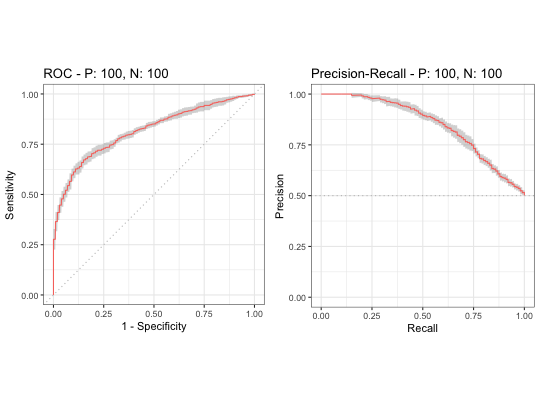 ROC - P: 100, N: 100
Sensitivity
1.00
0.75
0.50
0.25
0.00
0.00 0.25 0.50 0.75 1.00
1 - Specificity
Precision-Recall - P: 100, N: 100
Precision
1.00
0.75
0.50
0.25
0.00
0.00 0.25 0.50 0.75 1.00
Recall